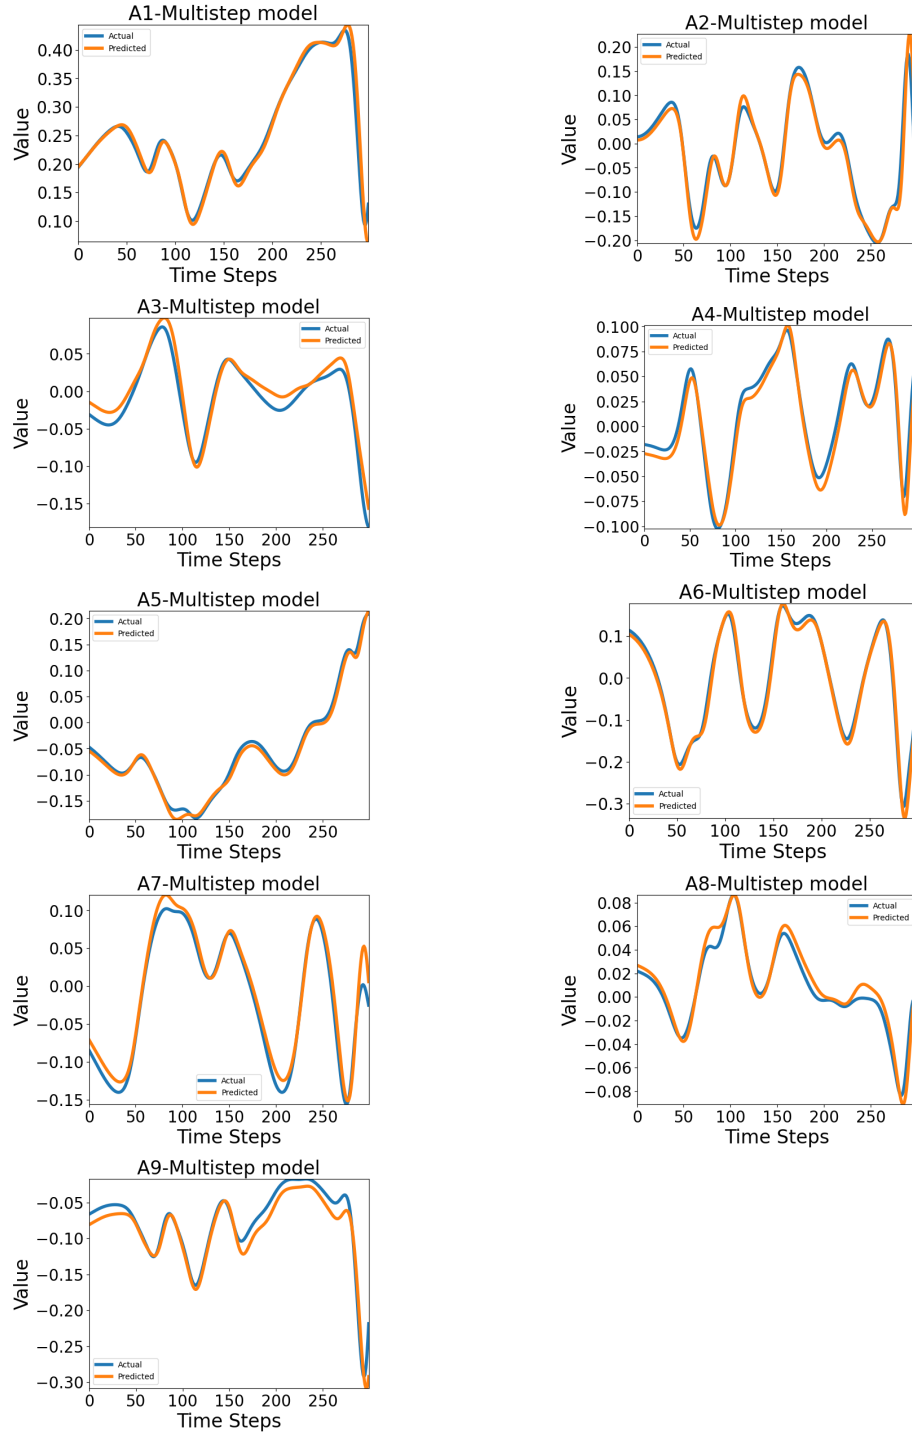 A1-Multistep model
Actual
Predicted
0.40
0.35
0.30
0.25
0.20
0.15
0.10
Value
0 50 100 150 200 250
Time Steps
A2-Multistep model
Actual
Predicted
0.20
0.15
0.10
0.05
0.00
−0.05
−0.10
−0.15
−0.20
Value
0 50 100 150 200 250
Time Steps
A3-Multistep model
Actual
Predicted
0.05
0.00
−0.05
−0.10
−0.15
Value
0 50 100 150 200 250
Time Steps
A4-Multistep model
Actual
Predicted
0.100
0.075
0.050
0.025
0.000
−0.025
−0.050
−0.075
−0.100
Value
0 50 100 150 200 250
Time Steps
A5-Multistep model
Actual
Predicted
0.20
0.15
0.10
0.05
0.00
−0.05
−0.10
−0.15
Value
0 50 100 150 200 250
Time Steps
A6-Multistep model
0.1
0.0
−0.1
−0.2
−0.3
Value
Actual
Predicted
0 50 100 150 200 250
Time Steps
A7-Multistep model
0.10
0.05
0.00
−0.05
−0.10
−0.15
Value
Actual
Predicted
0 50 100 150 200 250
Time Steps
A8-Multistep model
Actual
Predicted
0.08
0.06
0.04
0.02
0.00
−0.02
−0.04
−0.06
−0.08
Value
0 50 100 150 200 250
Time Steps
A9-Multistep model
−0.05
−0.10
−0.15
−0.20
−0.25
−0.30
Value
Actual
Predicted
0 50 100 150 200 250
Time Steps